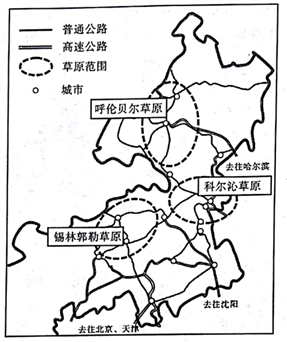 普通公路
高速公路
草原范围
城市
呼伦贝尔草原
去往哈尔滨
科尔沁草原
锡林郭勒草原
去往沈阳
去往北京、天津